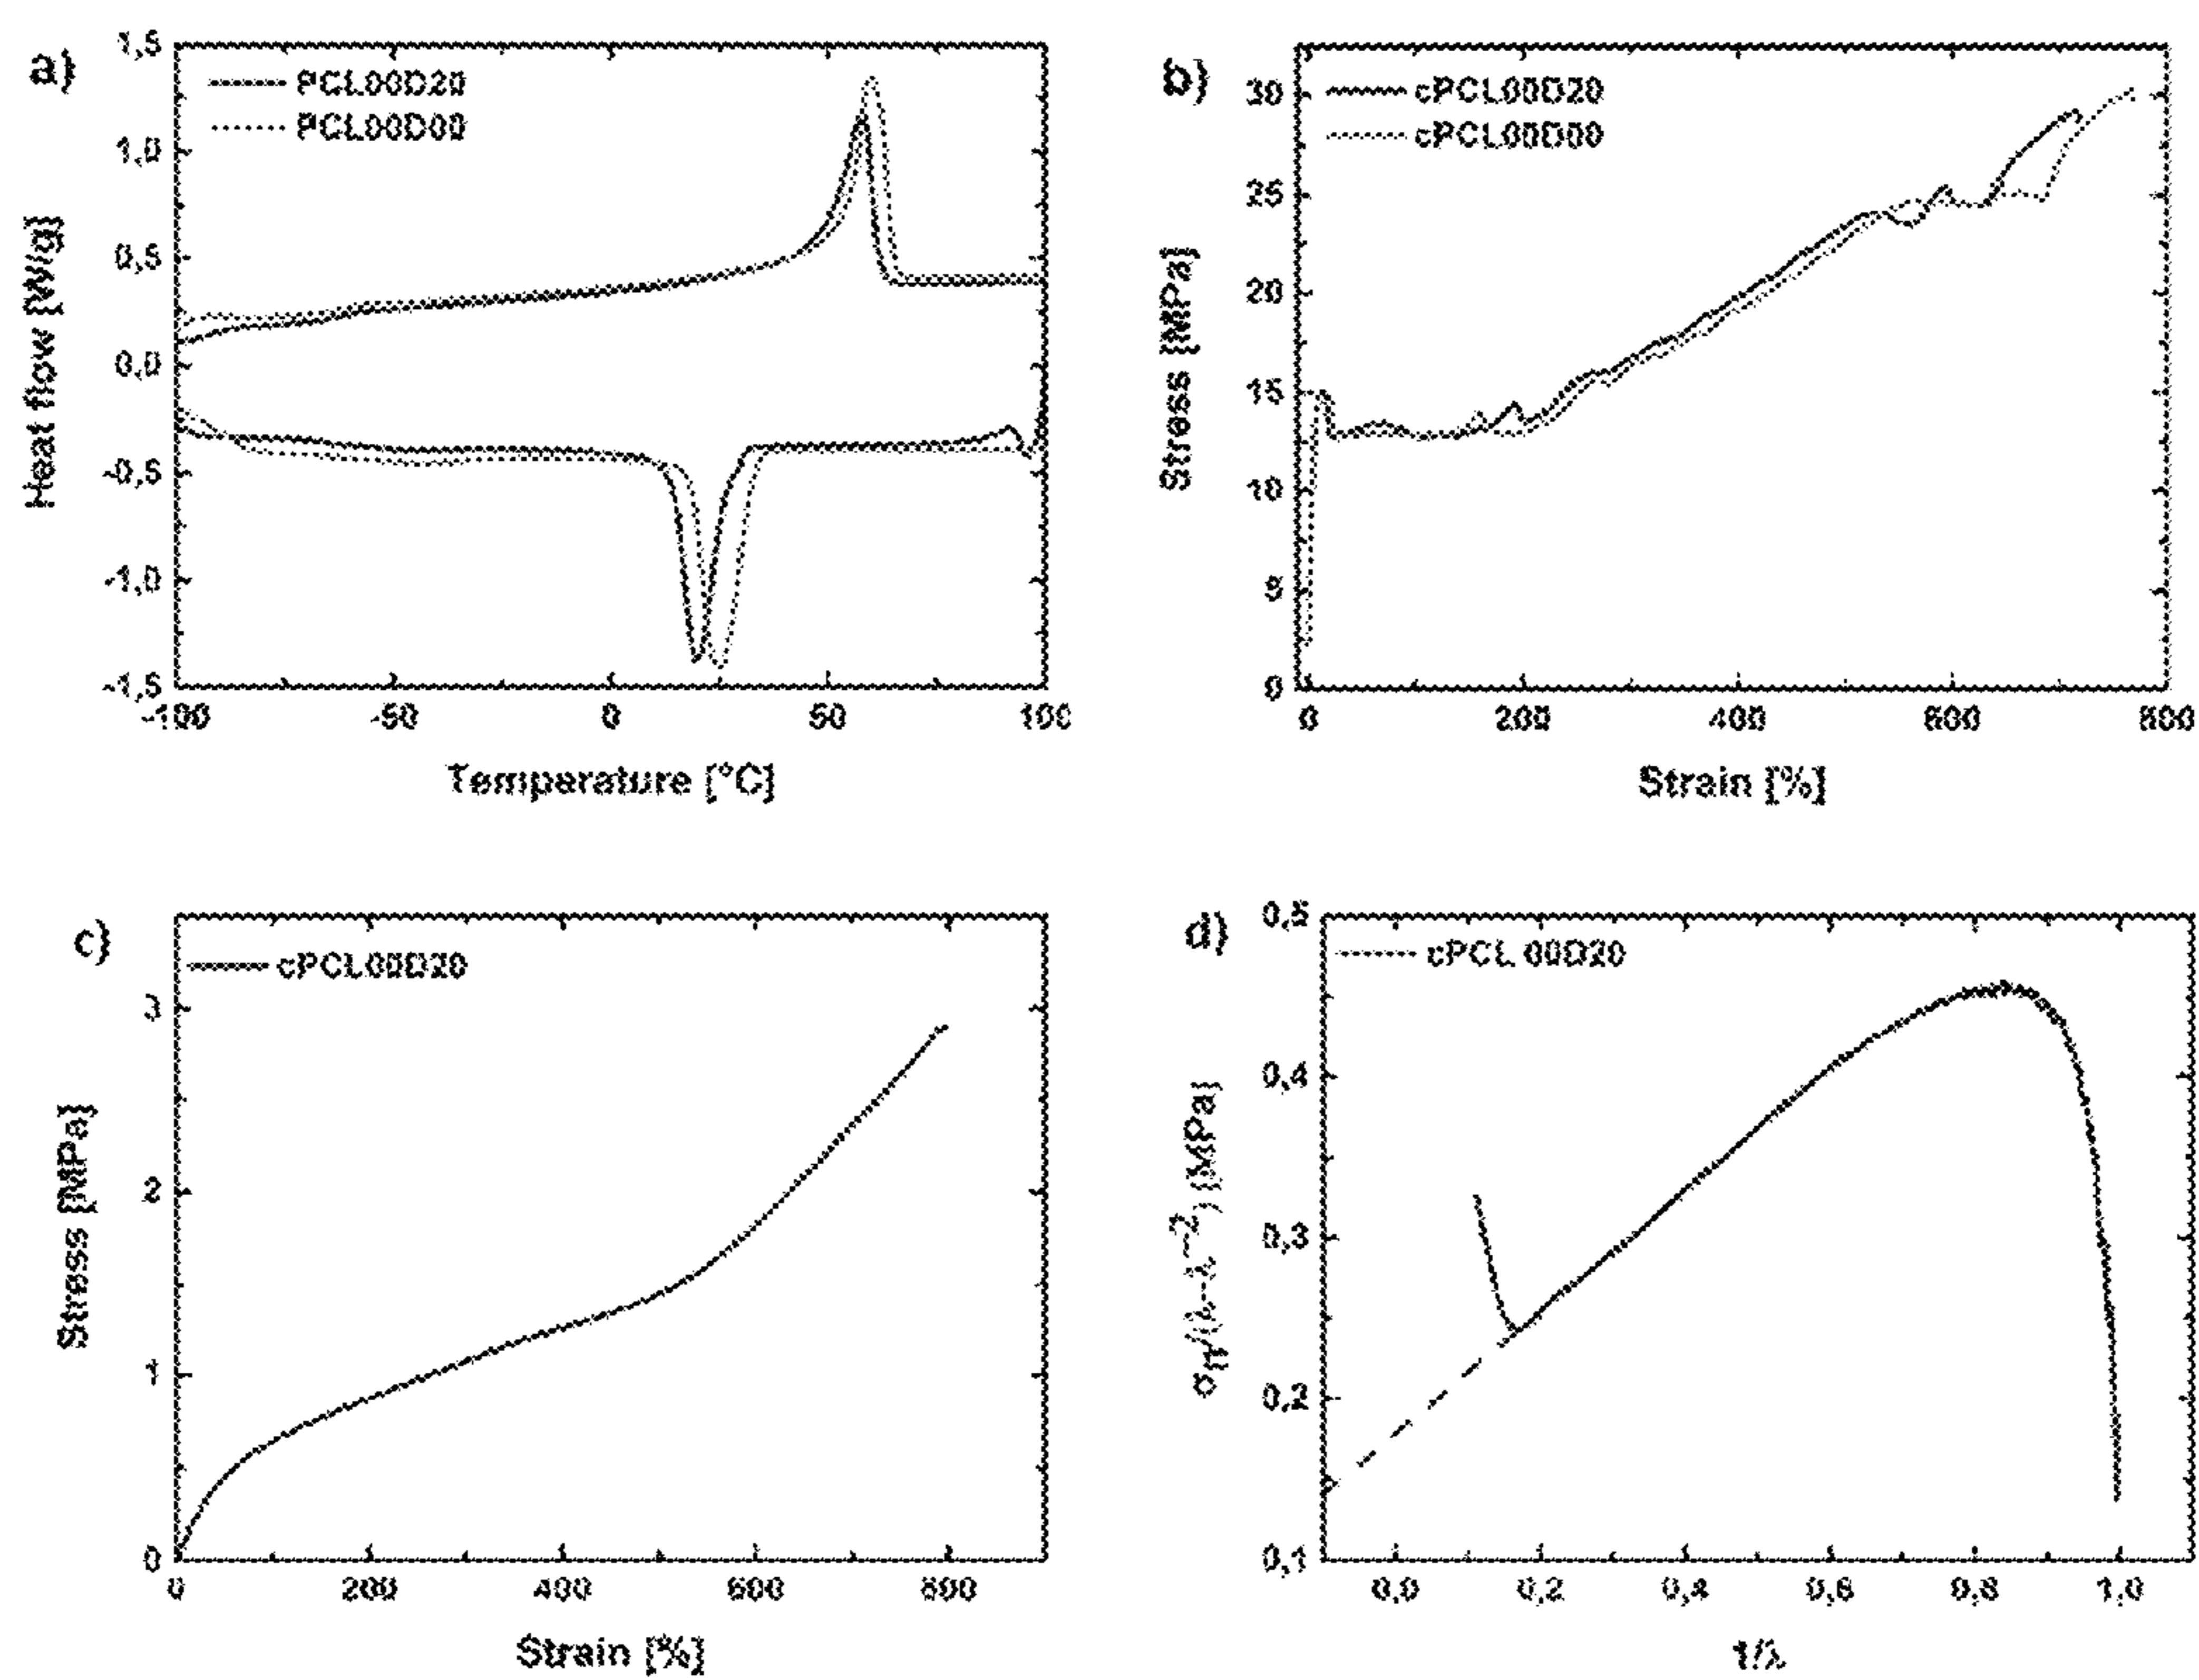 a)
1,5
1,0
0,5
0,0
-0,5
-1,0
-1,5
Heat flow [W/g]
PCL00D20
PCL00D00
-100 -50 0 50 100
Temperature [°C]
b)
30
25
20
15
10
5
0
Stress [MPa]
cPCL00D20
cPCL00D00
0 200 400 600 800
Strain [%]
c)
3
2
1
0
Stress [MPa]
cPCL00D20
0 200 400 600 800
Strain [%]
d)
0,5
0,4
0,3
0,2
0,1
[MPa]
cPCL 00D20
0,0 0,2 0,4 0,6 0,8 1,0
1/λ